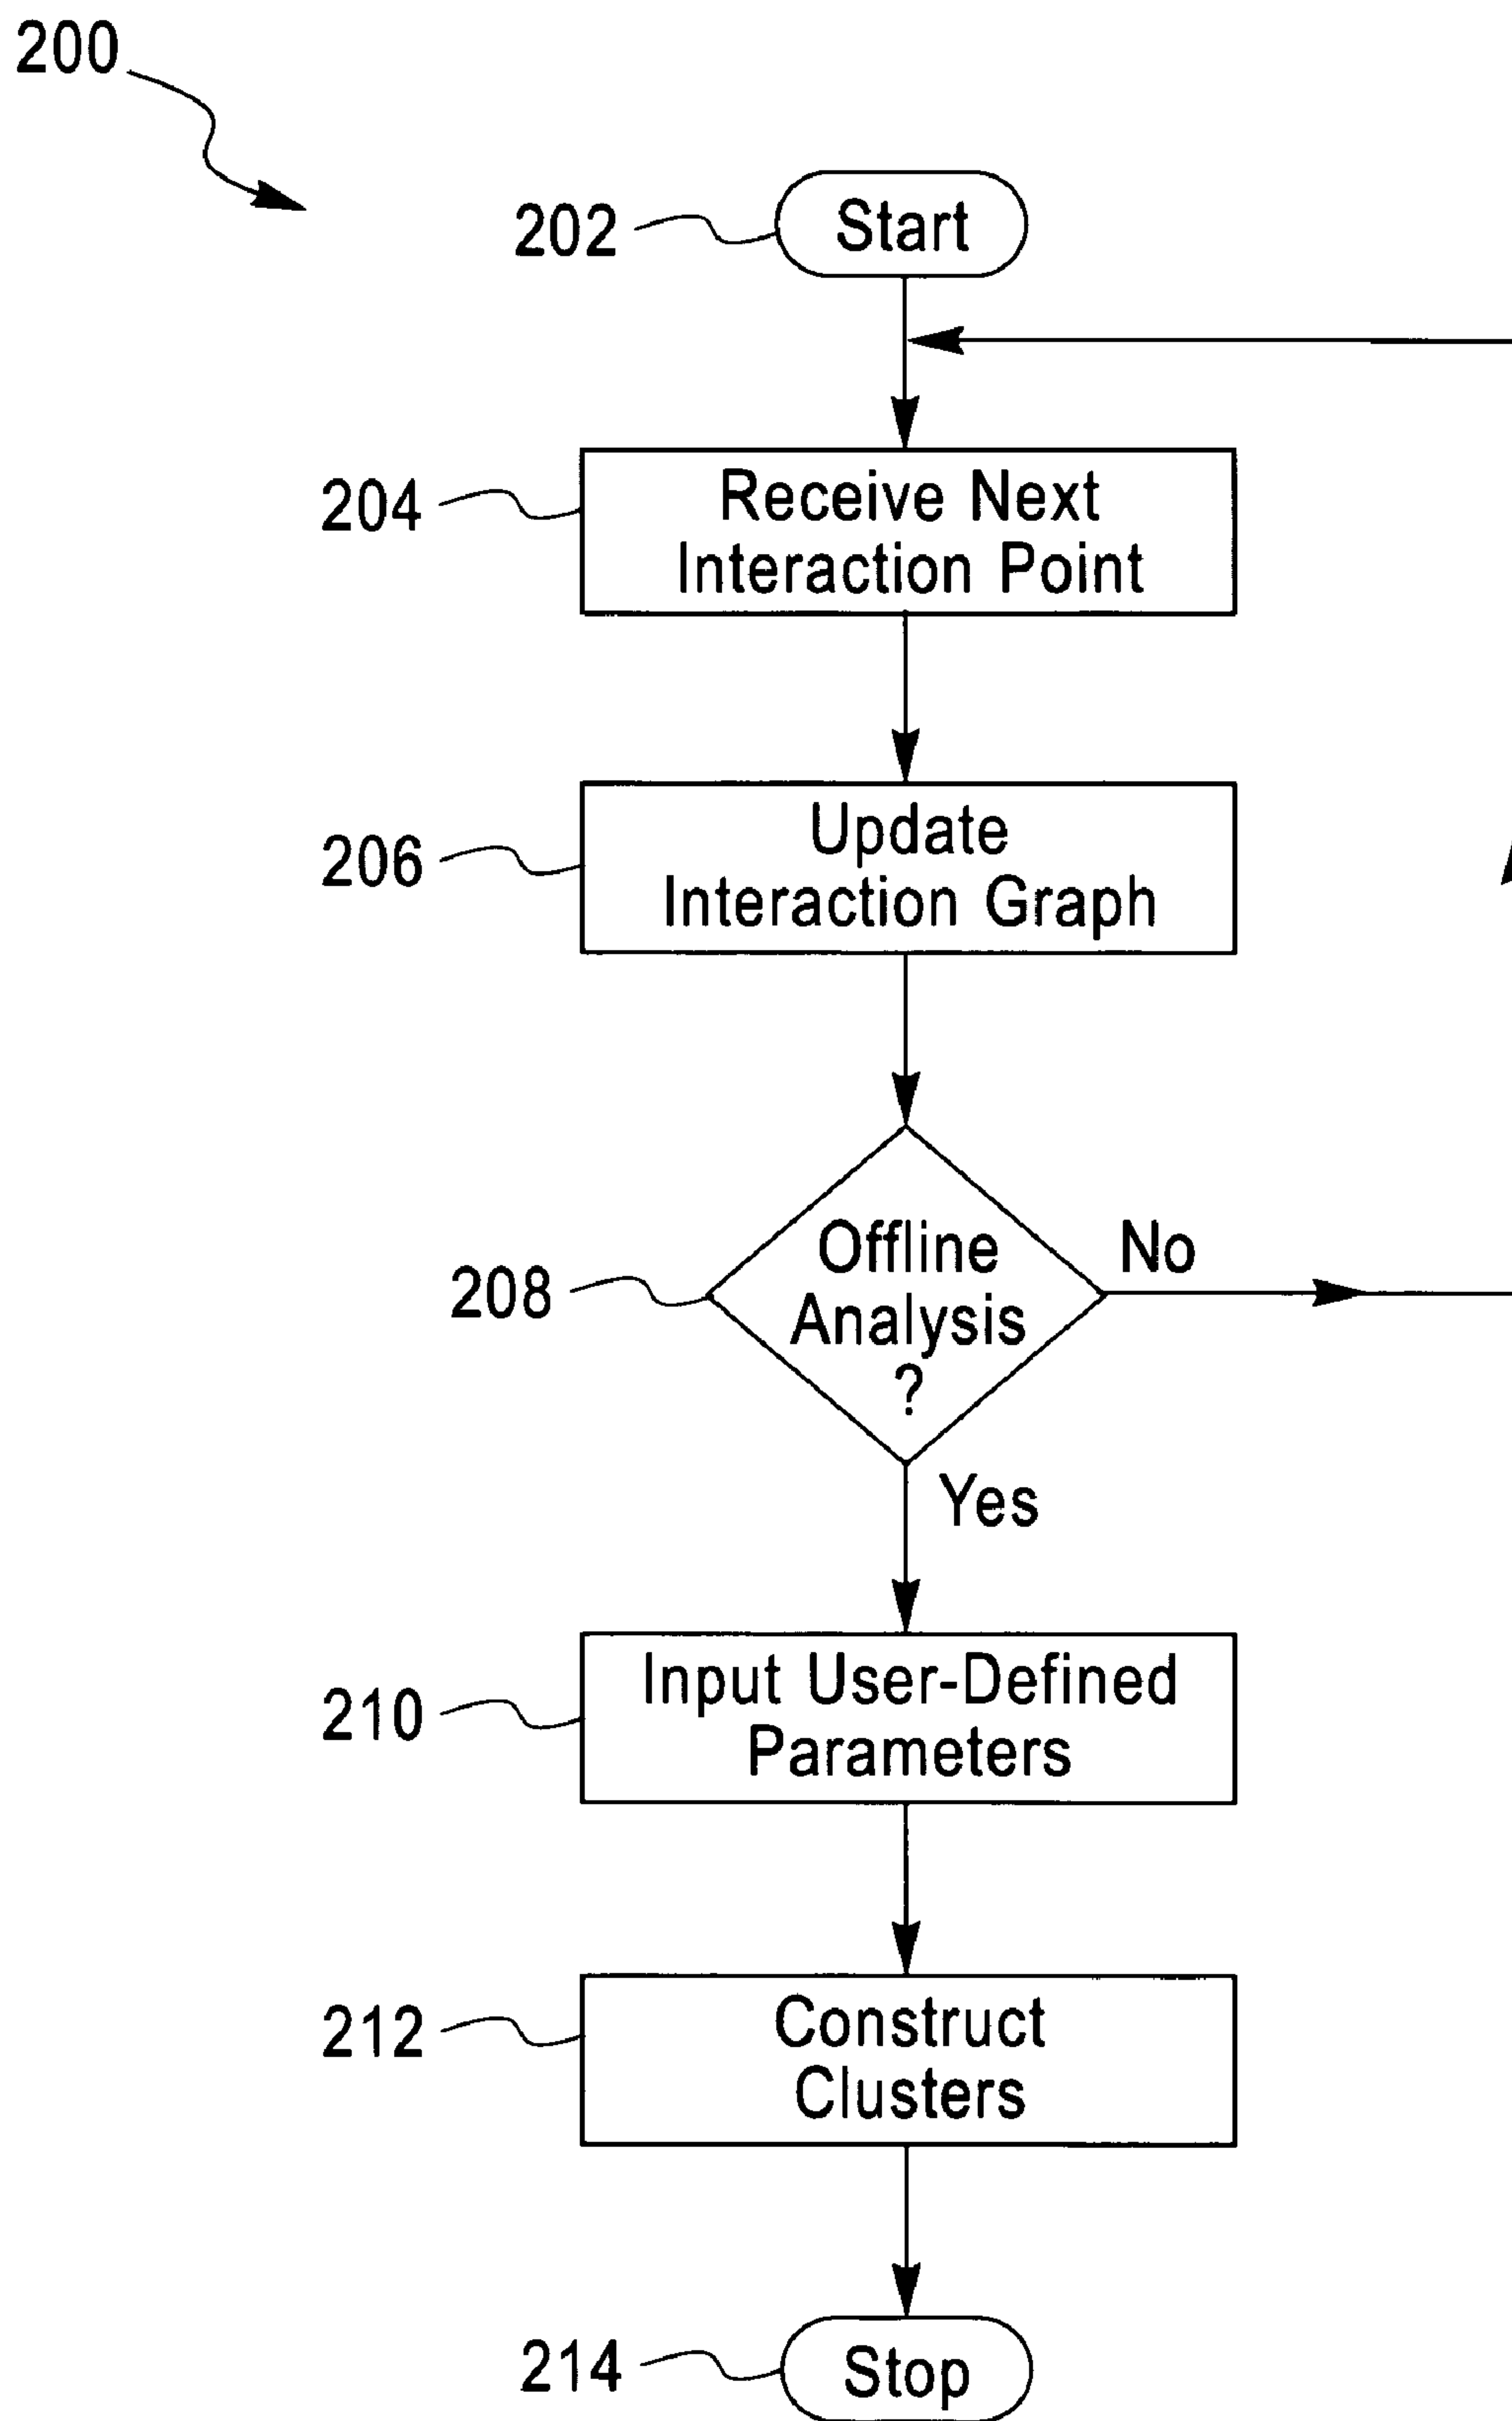 200
202
Start
204
Receive Next
Interaction Point
206
Update
Interaction Graph
208
Offline
Analysis
?
No
Yes
210
Input User-Defined
Parameters
212
Construct
Clusters
214
Stop